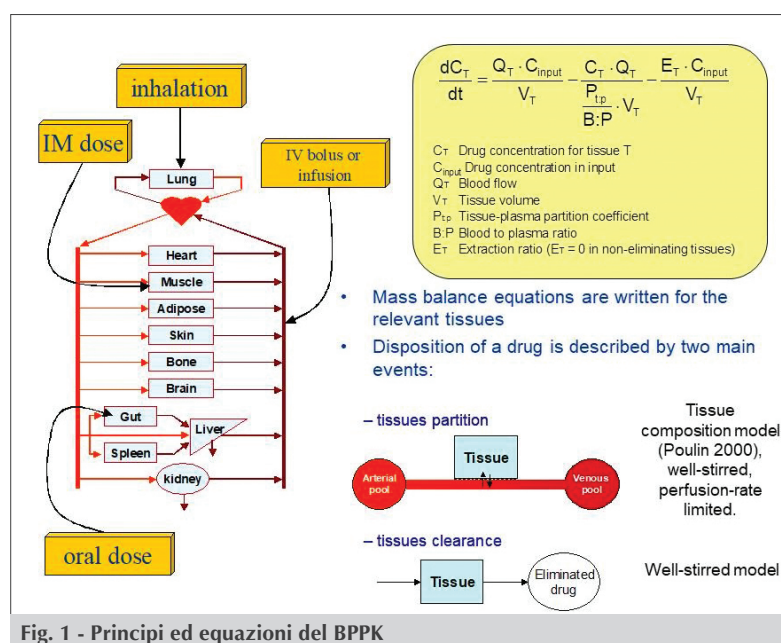 inhalation
IM dose
IV bolus or
infusion
Lung
Heart
Muscle
Adipose
Skin
Bone
Brain
Gut
Liver
Spleen
kidney
oral dose
dC_T/dt = Q_T · C_input / V_T − C_T · Q_T / (P_t:p / B:P · V_T) − E_T · C_input / V_T
C_T Drug concentration for tissue T
C_input Drug concentration in input
Q_T Blood flow
V_T Tissue volume
P_t:p Tissue-plasma partition coefficient
B:P Blood to plasma ratio
E_T Extraction ratio (E_T = 0 in non-eliminating tissues)
• Mass balance equations are written for the
relevant tissues
• Disposition of a drug is described by two main
events:
– tissues partition
Tissue
Arterial
pool
Venous
pool
Tissue
composition model
(Poulin 2000),
well-stirred,
perfusion-rate
limited.
– tissues clearance
Tissue
Eliminated
drug
Well-stirred model
Fig. 1 - Principi ed equazioni del BPPK